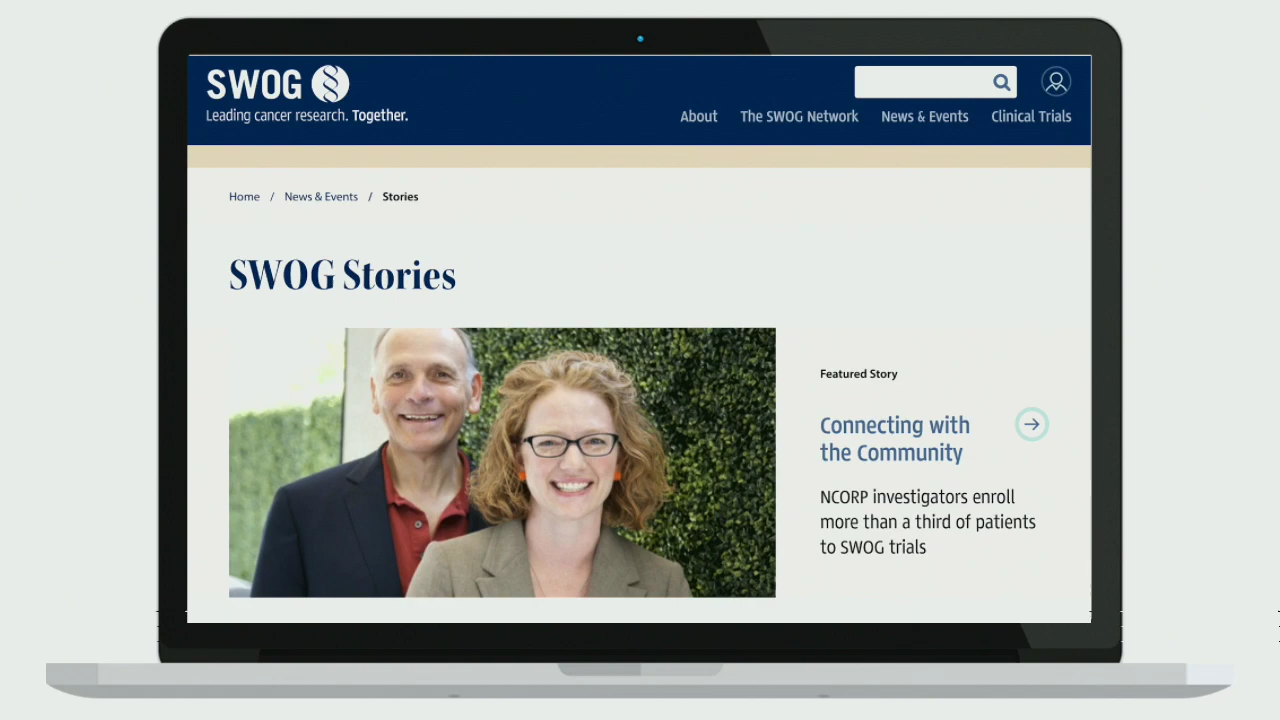 SWOG
Leading cancer research. Together.
About The SWOG Network News & Events Clinical Trials
Home / News & Events / Stories
SWOG Stories
Featured Story
Connecting with
the Community
NCORP investigators enroll
more than a third of patients
to SWOG trials